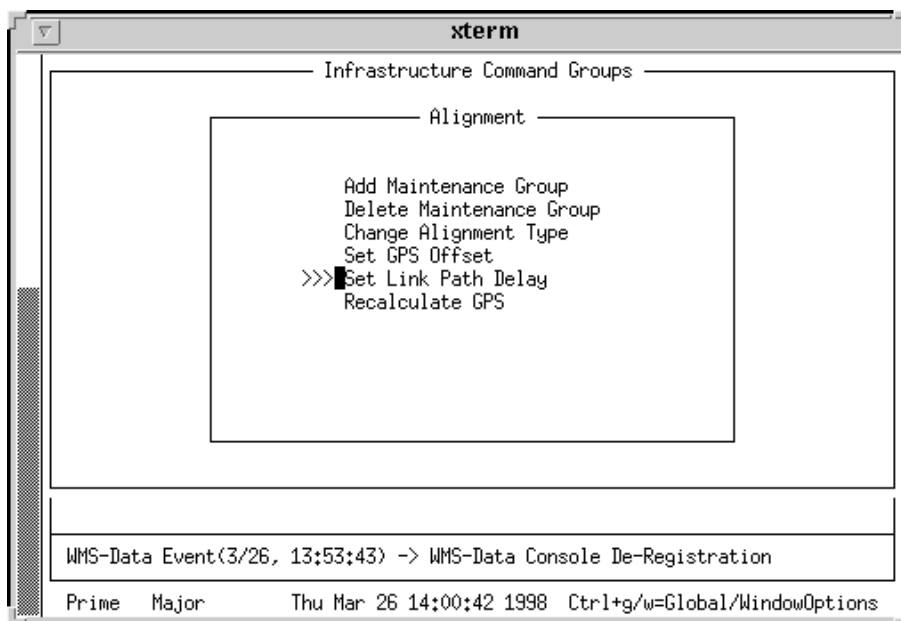 xterm
Infrastructure Command Groups
Alignment
Add Maintenance Group
Delete Maintenance Group
Change Alignment Type
Set GPS Offset
>>> Set Link Path Delay
Recalculate GPS
WMS-Data Event(3/26, 13:53:43) -> WMS-Data Console De-Registration
Prime Major Thu Mar 26 14:00:42 1998 Ctrl+g/w=Global/WindowOptions